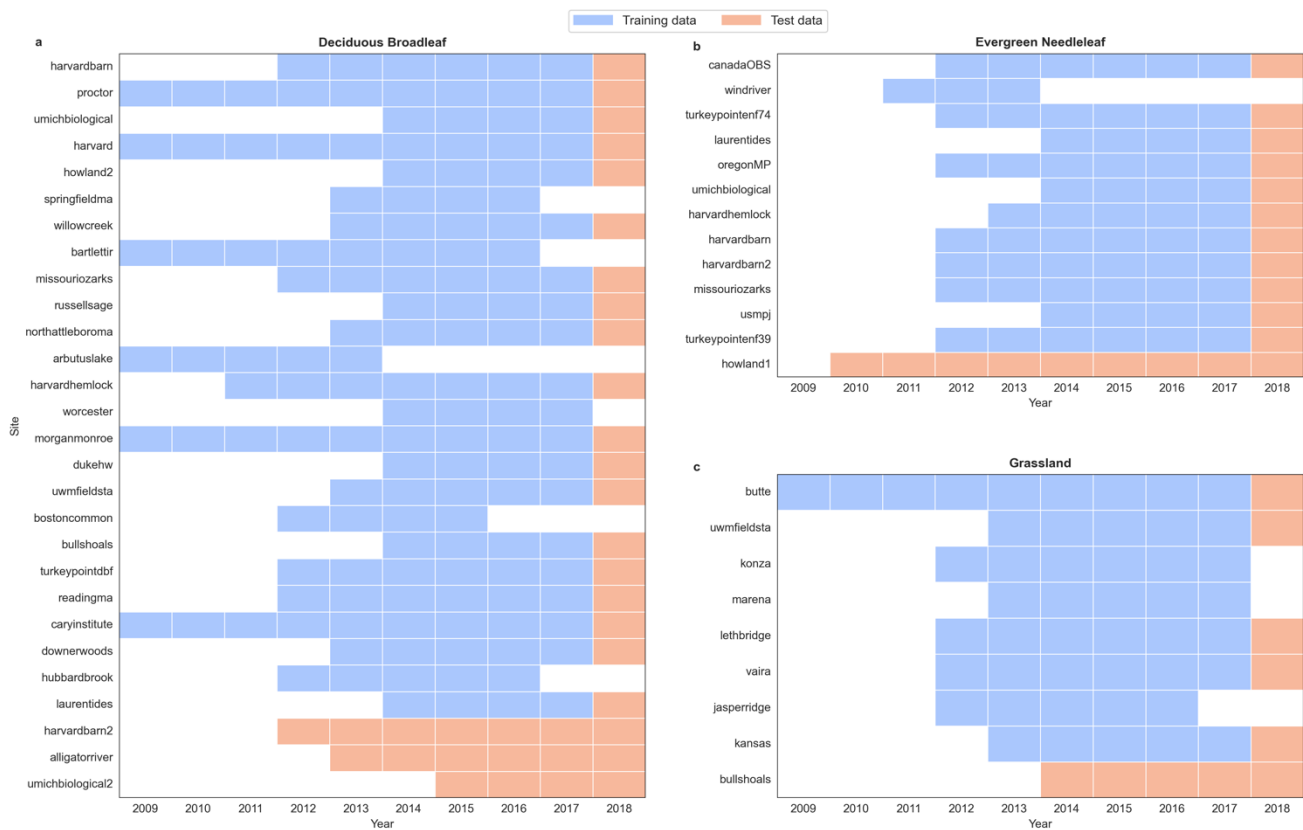 Training data
Test data
a
Deciduous Broadleaf
harvardbarn
proctor
umichbiological
harvard
howland2
springfieldma
willowcreek
bartlettir
missouriozarks
russellsage
northattleboroma
arbutuslake
harvardhemlock
worcester
morganmonroe
dukehw
uwmfieldsta
bostoncommon
bullshoals
turkeypointdbf
readingma
caryinstitute
downerwoods
hubbardbrook
laurentides
harvardbarn2
alligatorriver
umichbiological2
Site
2009 2010 2011 2012 2013 2014 2015 2016 2017 2018
Year
b
Evergreen Needleleaf
canadaOBS
windriver
turkeypointenf74
laurentides
oregonMP
umichbiological
harvardhemlock
harvardbarn
harvardbarn2
missouriozarks
usmpj
turkeypointenf39
howland1
2009 2010 2011 2012 2013 2014 2015 2016 2017 2018
Year
c
Grassland
butte
uwmfieldsta
konza
marena
lethbridge
vaira
jasperridge
kansas
bullshoals
2009 2010 2011 2012 2013 2014 2015 2016 2017 2018
Year